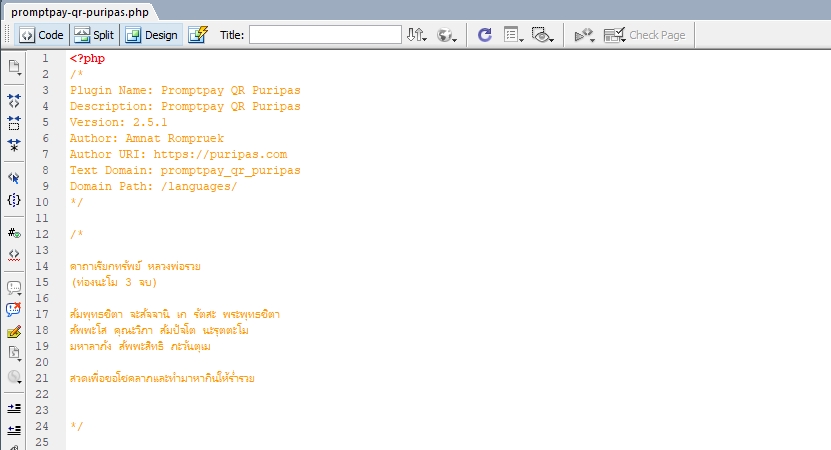 promptpay-qr-puripas.php
Code Split Design Title: Check Page
1 <?php
2 /*
3 Plugin Name: Promptpay QR Puripas
4 Description: Promptpay QR Puripas
5 Version: 2.5.1
6 Author: Amnat Rompruek
7 Author URI: https://puripas.com
8 Text Domain: promptpay_qr_puripas
9 Domain Path: /languages/
10 */
11
12 /*
13
14 คาถาเรียกทรัพย์ หลวงพ่อรวย
15 (ท่องนะโม 3 จบ)
16
17 สัมพุทธชิตา จะสัจจานิ เก รัตสะ พระพุทธชิตา
18 สัพพะโส คุณะวิภา สัมปัจโต นะรุตตะโม
19 มหาลาภัง สัพพะสิทธิ ภะวันตุเม
20
21 สวดเพื่อขอโชคลาภและทำมาหากินให้ร่ำรวย
22
23
24 */
25